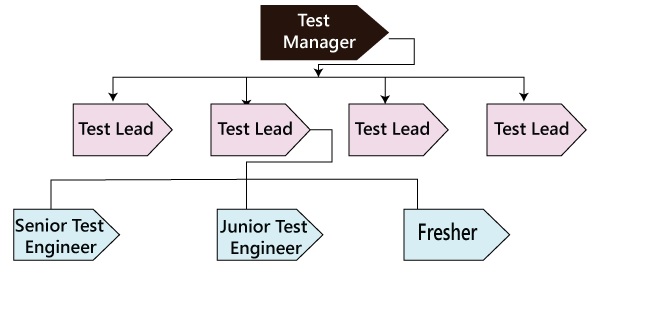 Test
Manager
Test Lead
Test Lead
Test Lead
Test Lead
Senior Test
Engineer
Junior Test
Engineer
Fresher